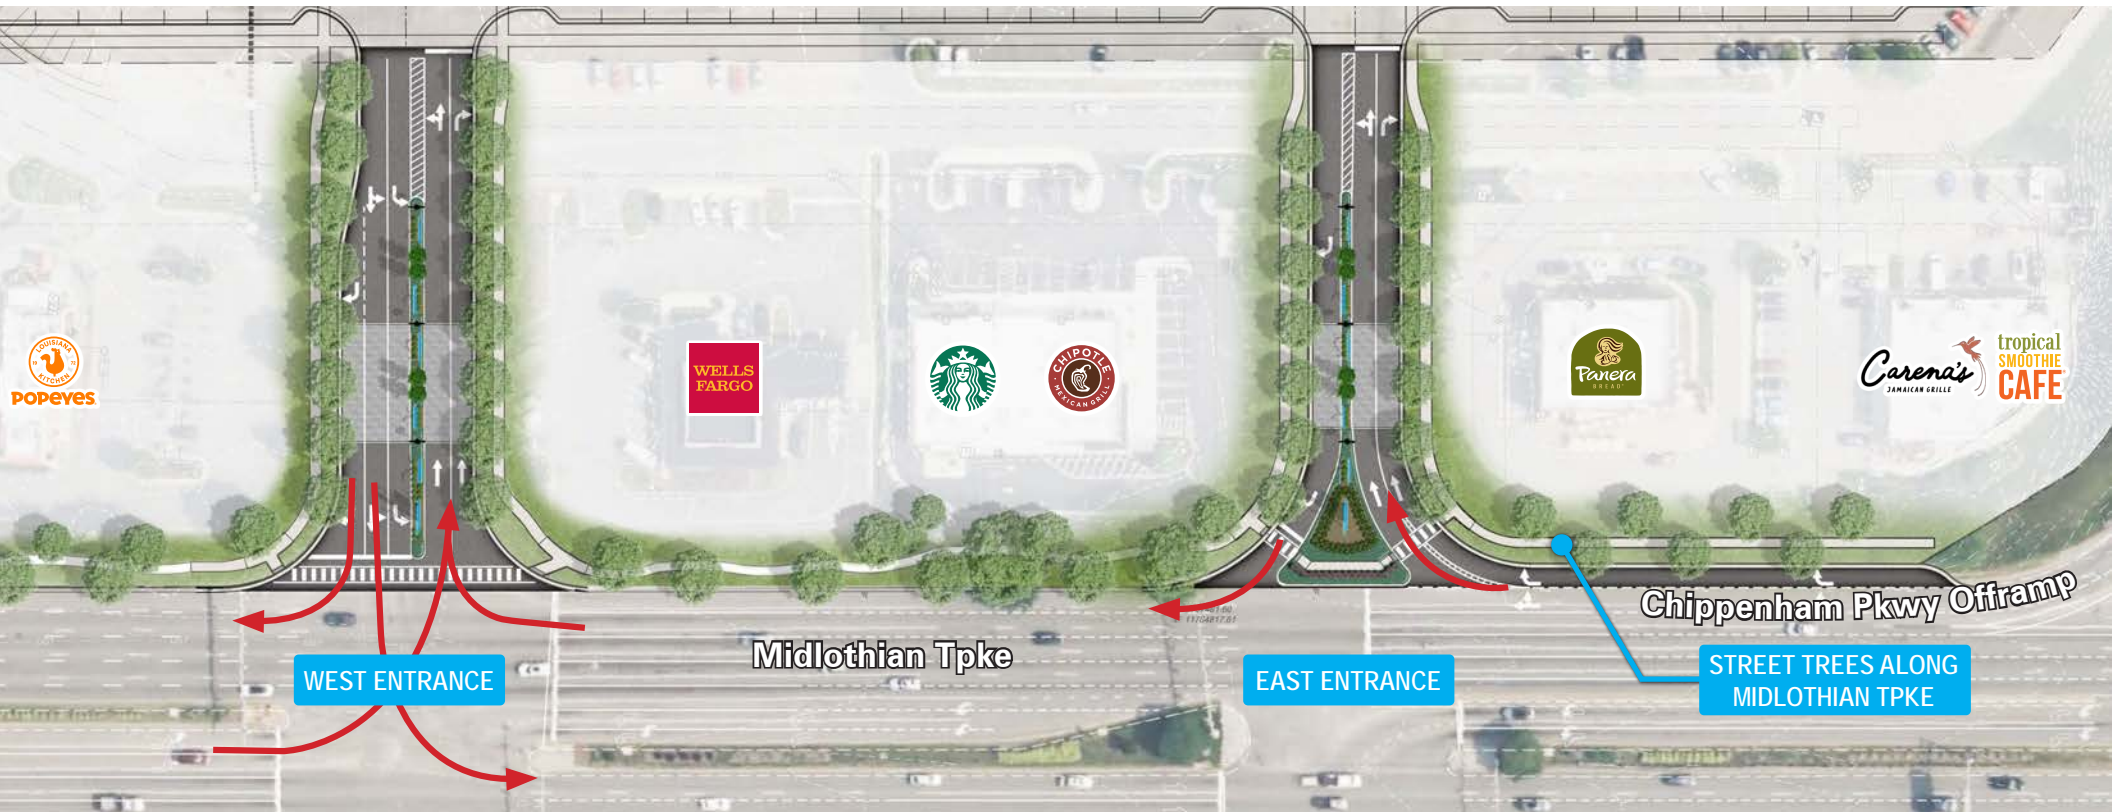 LOUISIANA
KITCHEN
POPEYES
WELLS
FARGO
CHIPOTLE
MEXICAN GRILL
Panera
BREAD
Carena's
JAMAICAN GRILLE
tropical
SMOOTHIE
CAFE
Chippenham Pkwy Offramp
Midlothian Tpke
WEST ENTRANCE
EAST ENTRANCE
STREET TREES ALONG
MIDLOTHIAN TPKE